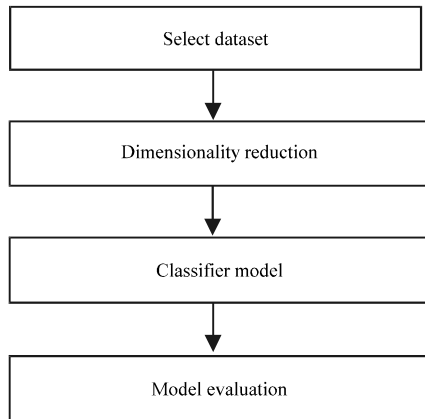 Select dataset
Dimensionality reduction
Classifier model
Model evaluation